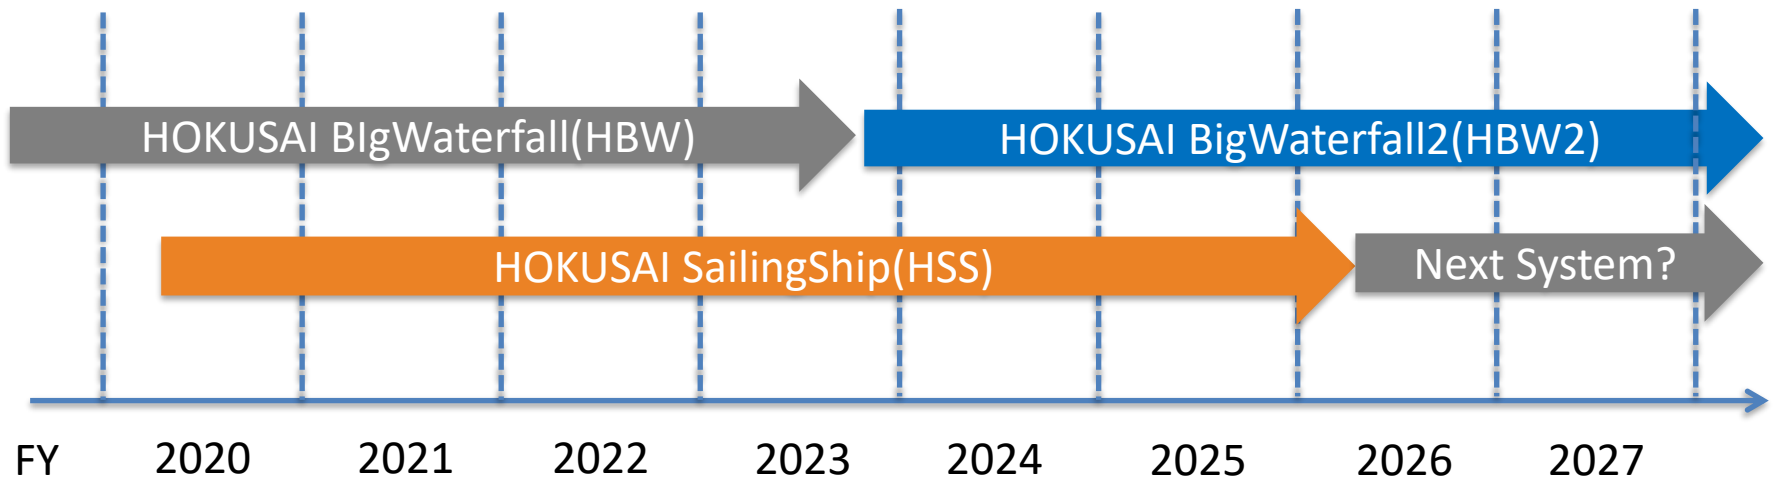 HOKUSAI BIgWaterfall(HBW)
HOKUSAI BigWaterfall2(HBW2)
HOKUSAI SailingShip(HSS)
Next System?
FY 2020 2021 2022 2023 2024 2025 2026 2027